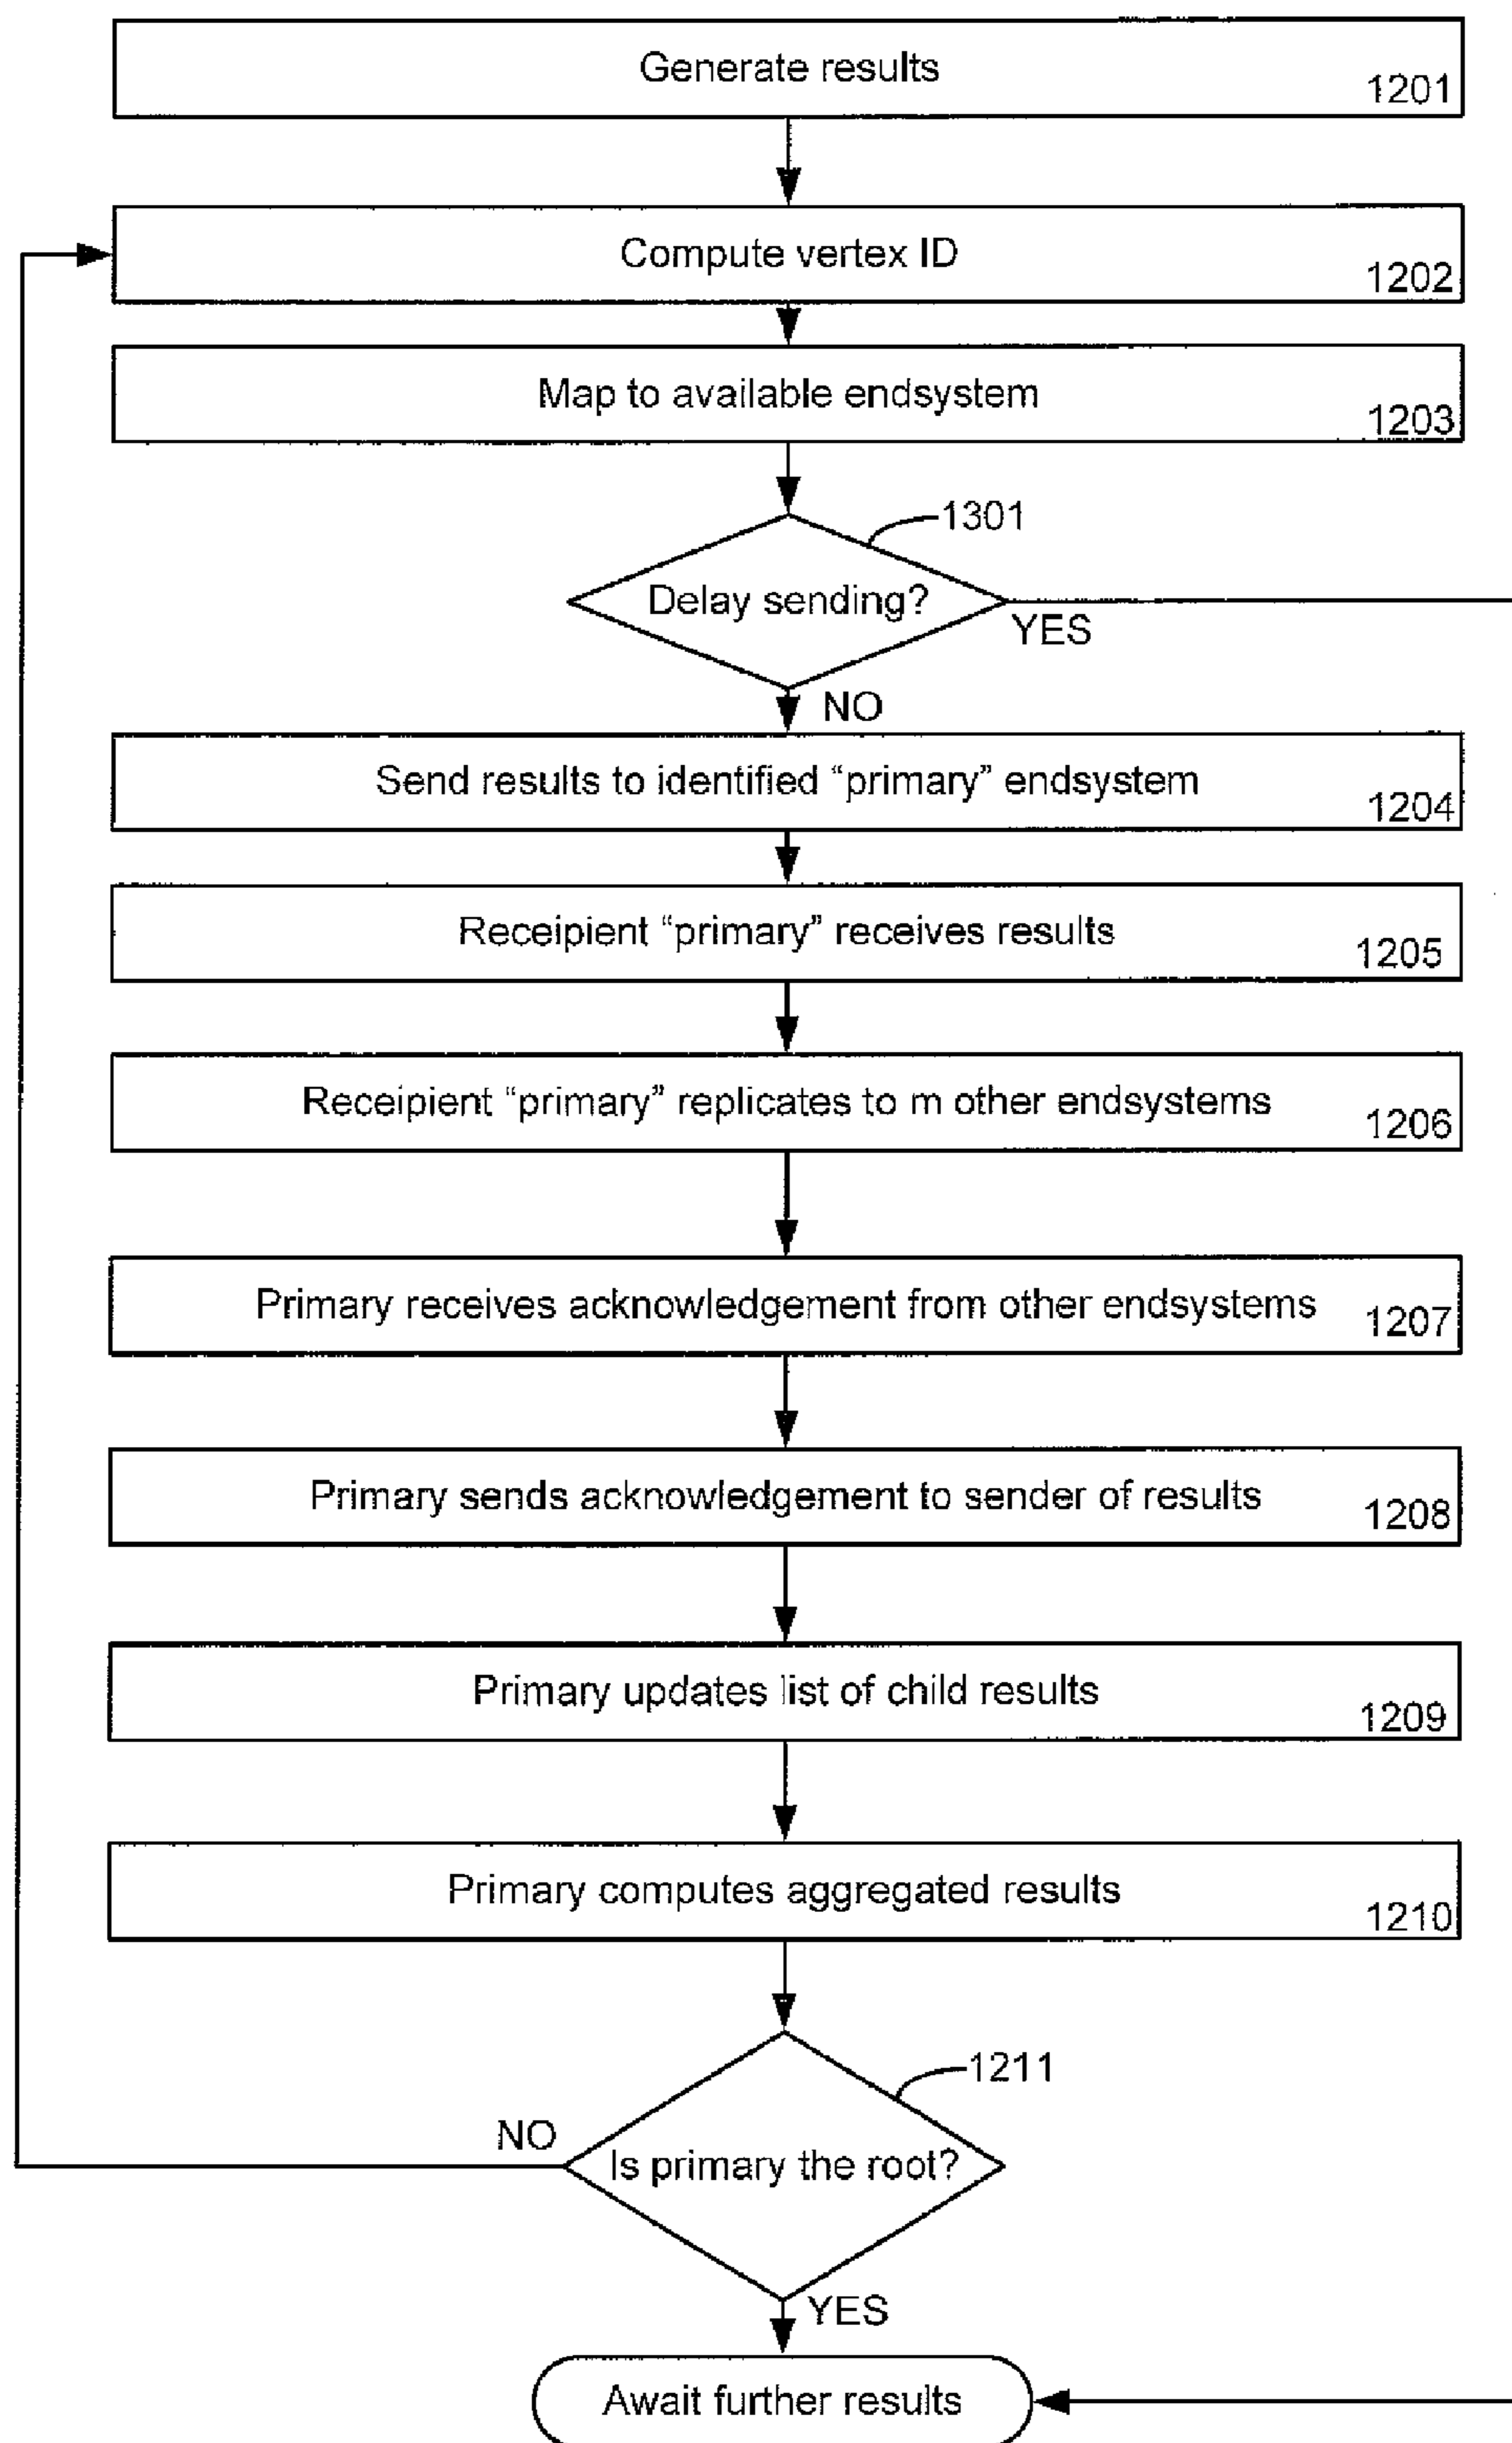 Generate results
1201
Compute vertex ID
1202
Map to available endsystem
1203
1301
Delay sending?
YES
NO
Send results to identified “primary” endsystem
1204
Receipient “primary” receives results
1205
Receipient “primary” replicates to m other endsystems
1206
Primary receives acknowledgement from other endsystems
1207
Primary sends acknowledgement to sender of results
1208
Primary updates list of child results
1209
Primary computes aggregated results
1210
1211
NO
Is primary the root?
YES
Await further results